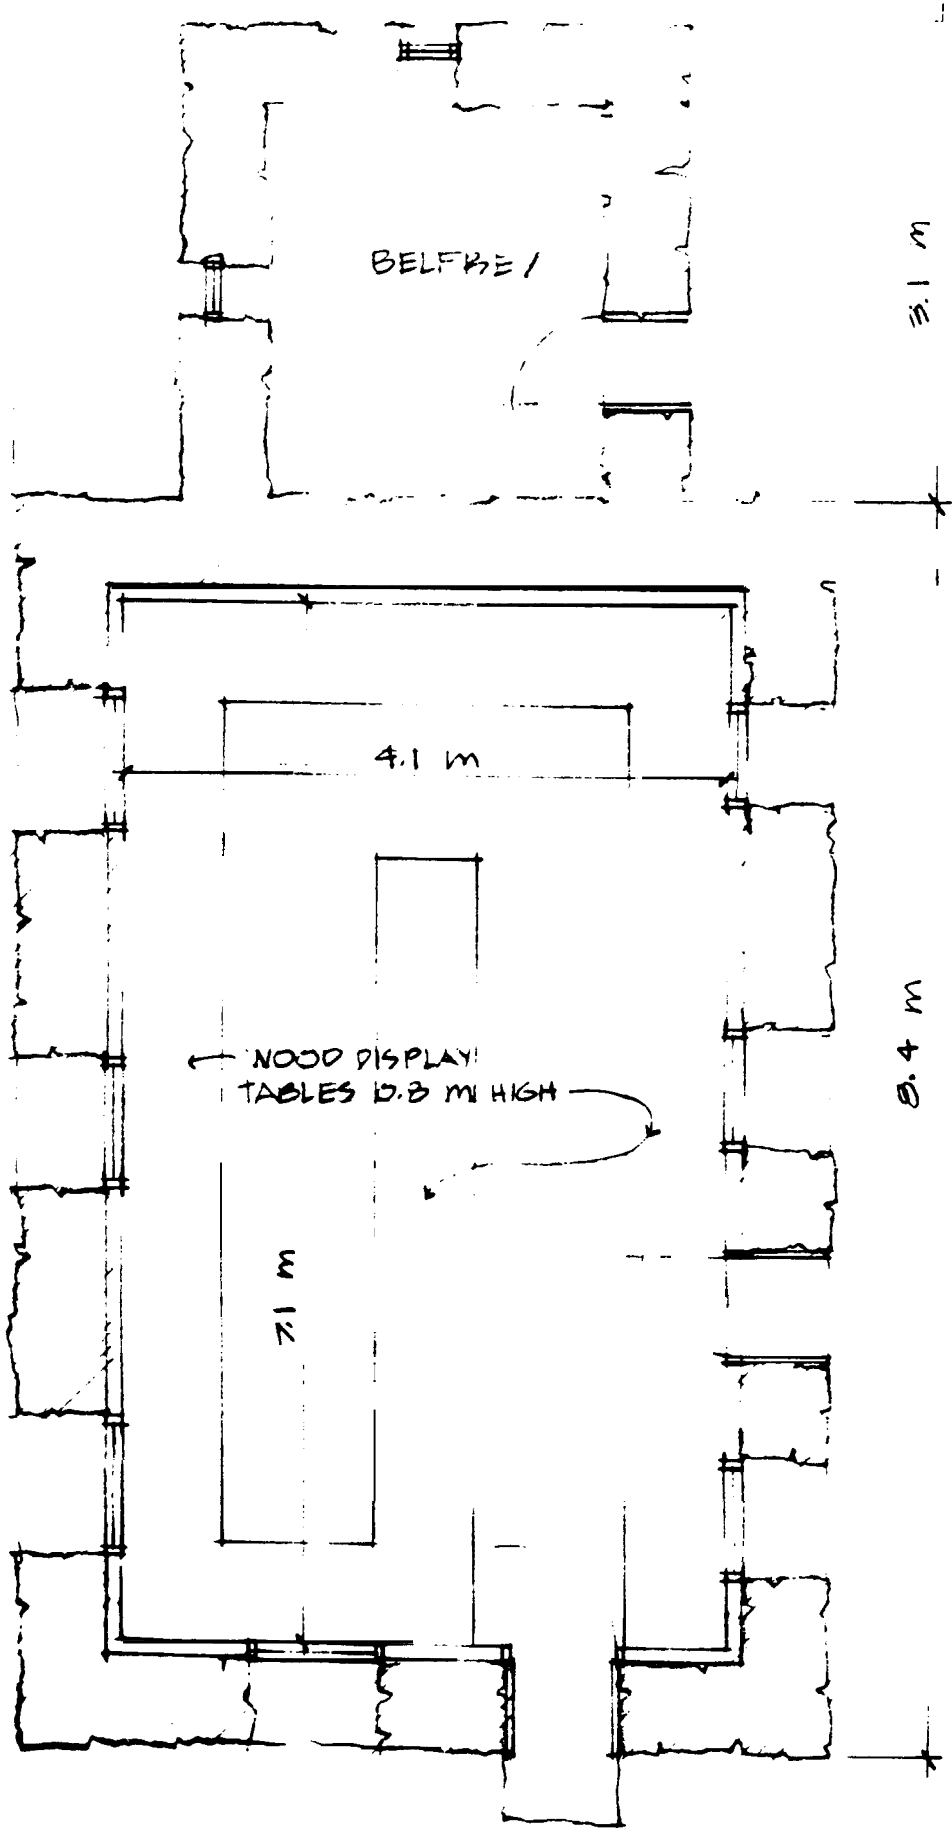 BELFREY
3.1 m
4.1 m
WOOD DISPLAY
TABLES 0.8 m HIGH
8.4 m
7.1 m